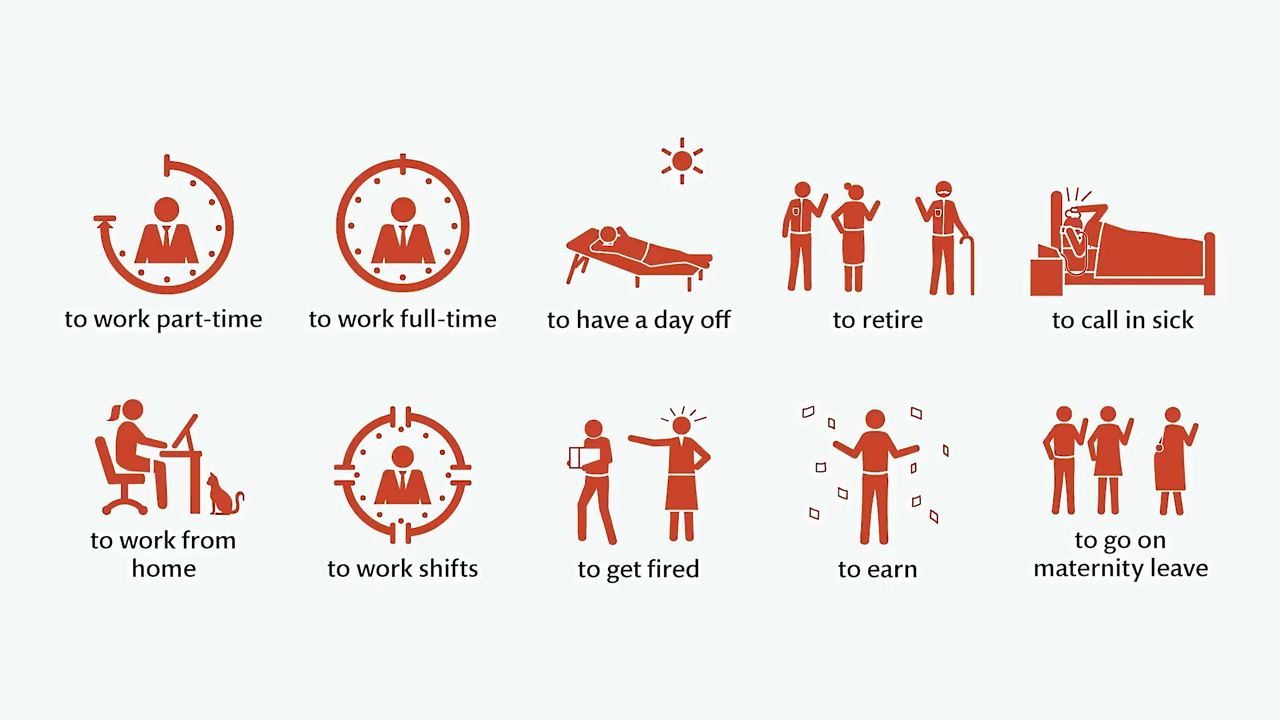 to work part-time
to work full-time
to have a day off
to retire
to call in sick
to work from
home
to work shifts
to get fired
to earn
to go on
maternity leave